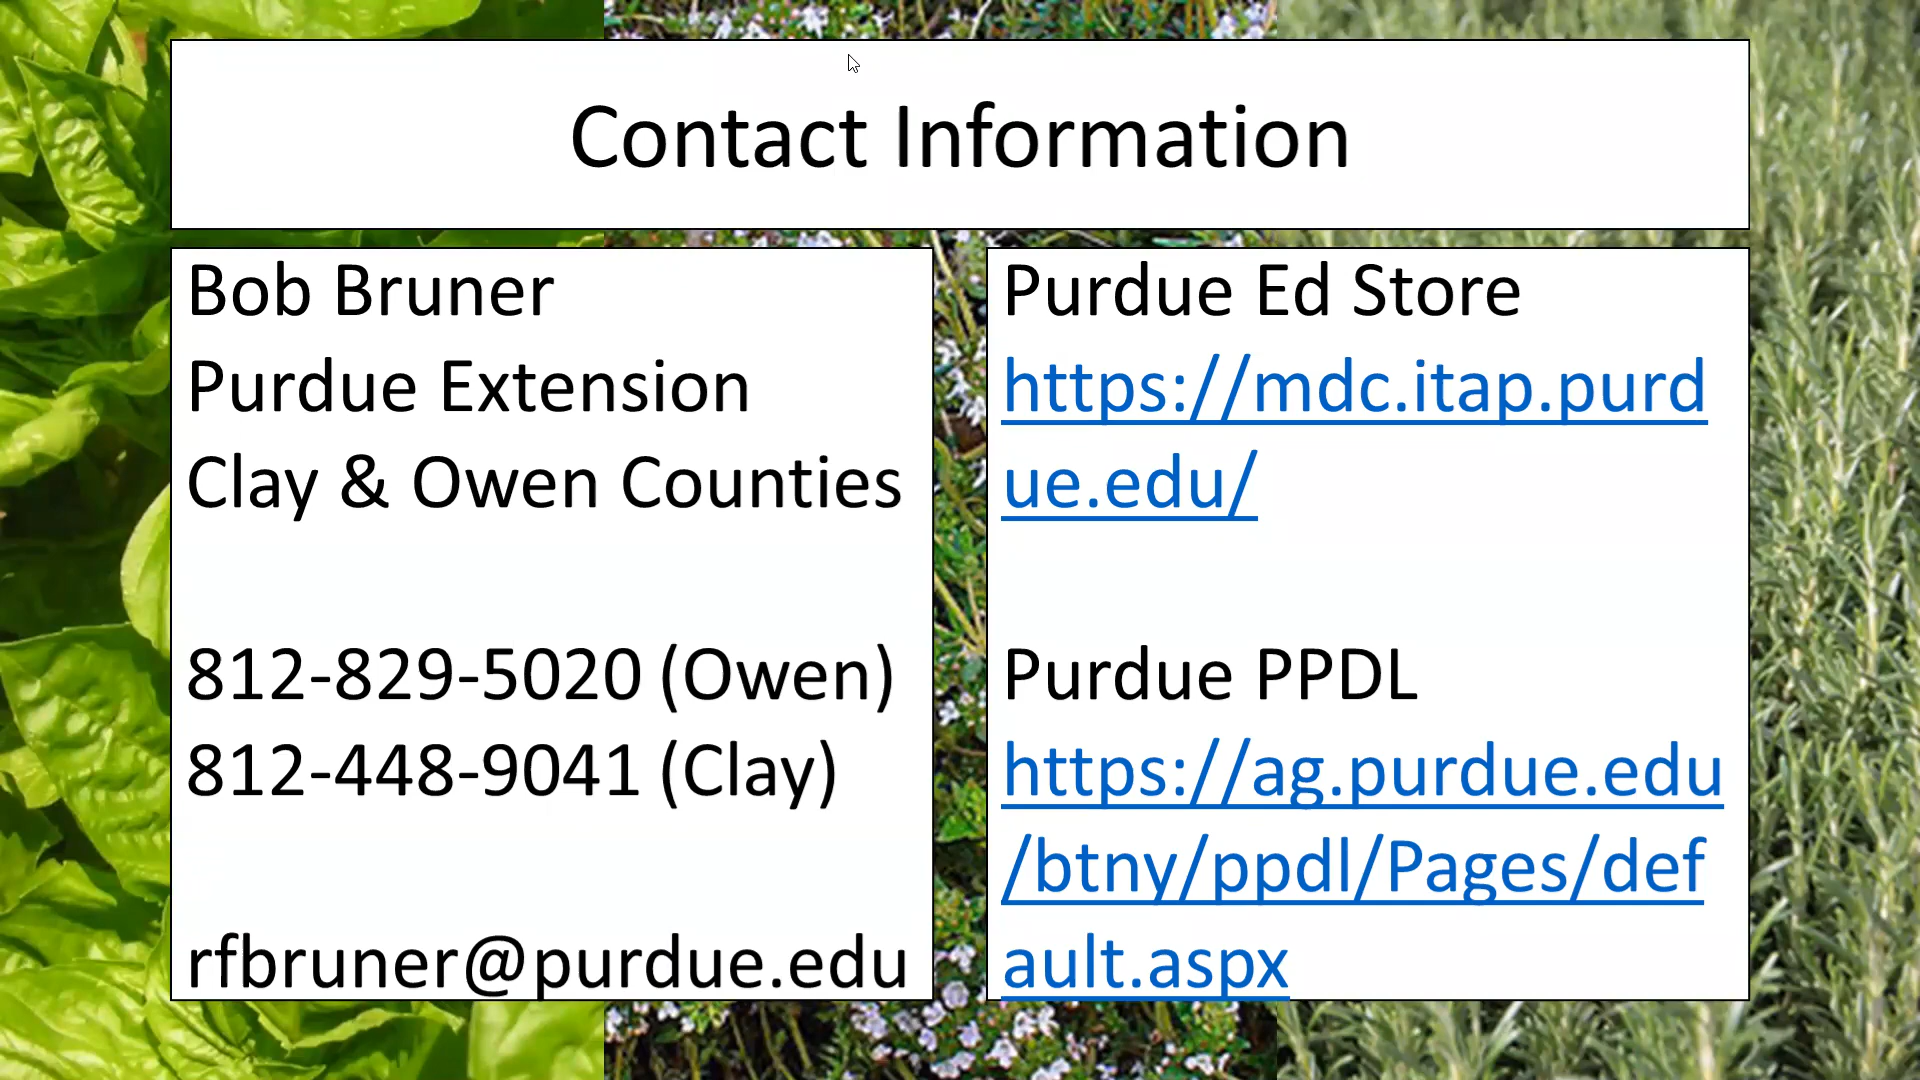 Contact Information
Bob Bruner
Purdue Extension
Clay & Owen Counties
812-829-5020 (Owen)
812-448-9041 (Clay)
rfbruner@purdue.edu
Purdue Ed Store
https://mdc.itap.purd
ue.edu/
Purdue PPDL
https://ag.purdue.edu
/btny/ppdl/Pages/def
ault.aspx